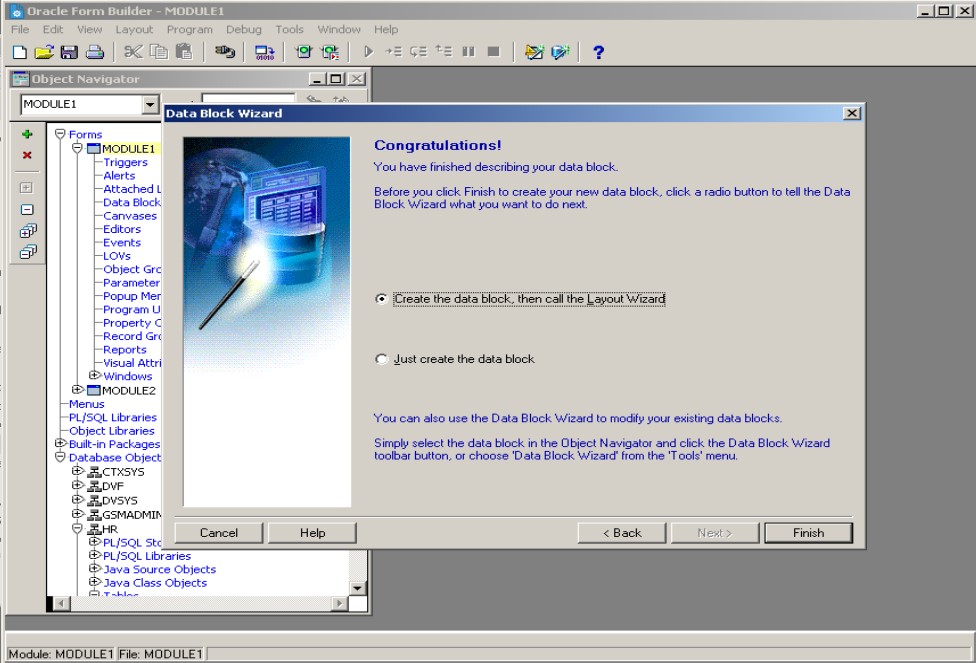 Oracle Form Builder - MODULE1
File Edit View Layout Program Debug Tools Window Help
Object Navigator
MODULE1
Forms
MODULE1
Triggers
Alerts
Attached L
Data Block
Canvases
Editors
Events
LOVs
Object Gro
Parameter
Popup Men
Program U
Property C
Record Gro
Reports
Visual Attri
Windows
MODULE2
Menus
PL/SQL Libraries
Object Libraries
Built-in Packages
Database Object
CTXSYS
DVF
DVSYS
GSMADMIN
HR
PL/SQL Sto
PL/SQL Libraries
Java Source Objects
Java Class Objects
Tables
Data Block Wizard
Congratulations!
You have finished describing your data block.
Before you click Finish to create your new data block, click a radio button to tell the Data
Block Wizard what you want to do next.
Create the data block, then call the Layout Wizard
Just create the data block
You can also use the Data Block Wizard to modify your existing data blocks.
Simply select the data block in the Object Navigator and click the Data Block Wizard
toolbar button, or choose 'Data Block Wizard' from the 'Tools' menu.
Cancel Help < Back Next > Finish
Module: MODULE1 File: MODULE1